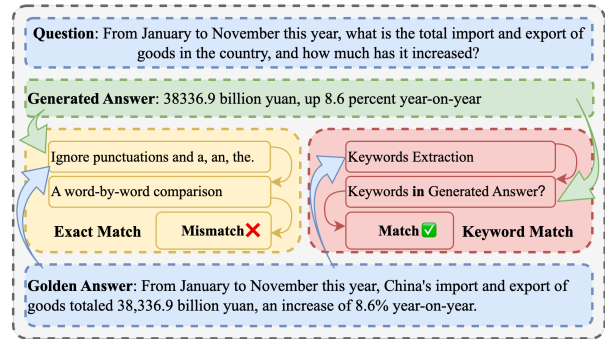 Question: From January to November this year, what is the total import and export of
goods in the country, and how much has it increased?
Generated Answer: 38336.9 billion yuan, up 8.6 percent year-on-year
Ignore punctuations and a, an, the.
A word-by-word comparison
Exact Match
Mismatch❌
Keywords Extraction
Keywords in Generated Answer?
Match ✅
Keyword Match
Golden Answer: From January to November this year, China's import and export of
goods totaled 38,336.9 billion yuan, an increase of 8.6% year-on-year.